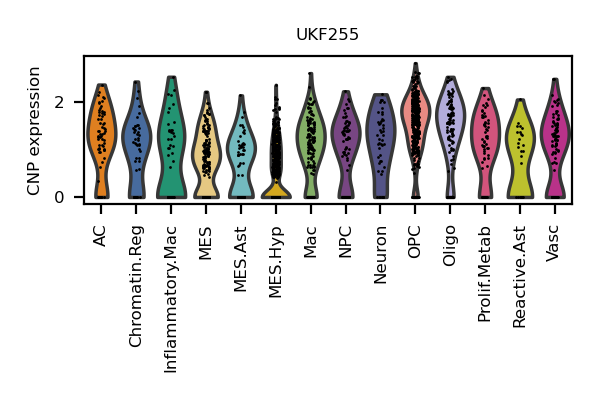 UKF255
CNP expression
2
0
AC
Chromatin.Reg
Inflammatory.Mac
MES
MES.Ast
MES.Hyp
Mac
NPC
Neuron
OPC
Oligo
Prolif.Metab
Reactive.Ast
Vasc